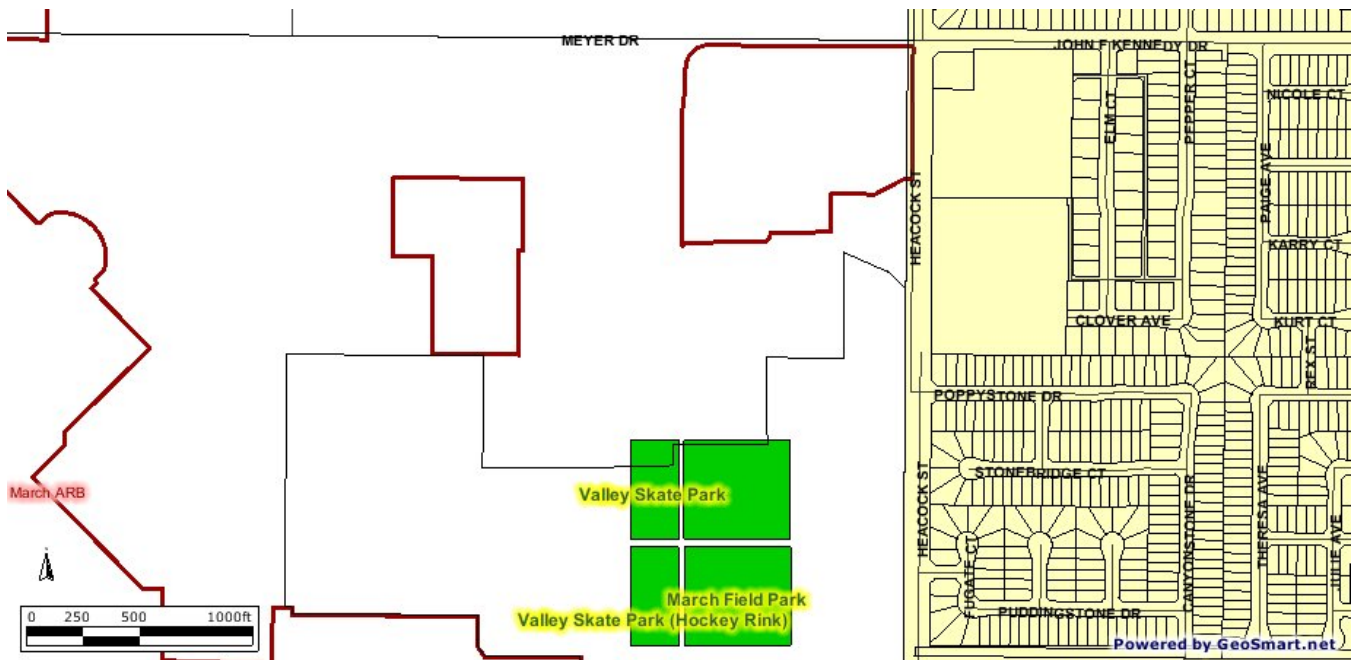 MEYER DR
JOHN F KENNEDY DR
NICOLE CT
ELM CT
PEPPER CT
PAIGE AVE
HEACOCK ST
KARRY CT
CLOVER AVE
KURT CT
REX ST
POPPYSTONE DR
STONEBRIDGE CT
March ARB
Valley Skate Park
HEACOCK ST
CANYONSTONE DR
THERESA AVE
JULIE AVE
FUGATE CT
March Field Park
Valley Skate Park (Hockey Rink)
PUDDINGSTONE DR
0 250 500 1000ft
Powered by GeoSmart.net